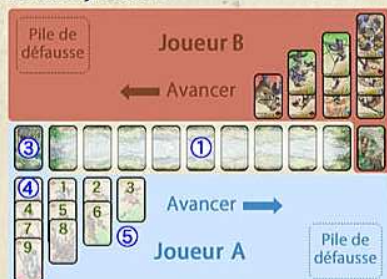 Pile de
défausse
Joueur B
Avancer
③
①
④
1
2
3
4
5
6
7
8
9
⑤
Avancer
Joueur A
Pile de
défausse